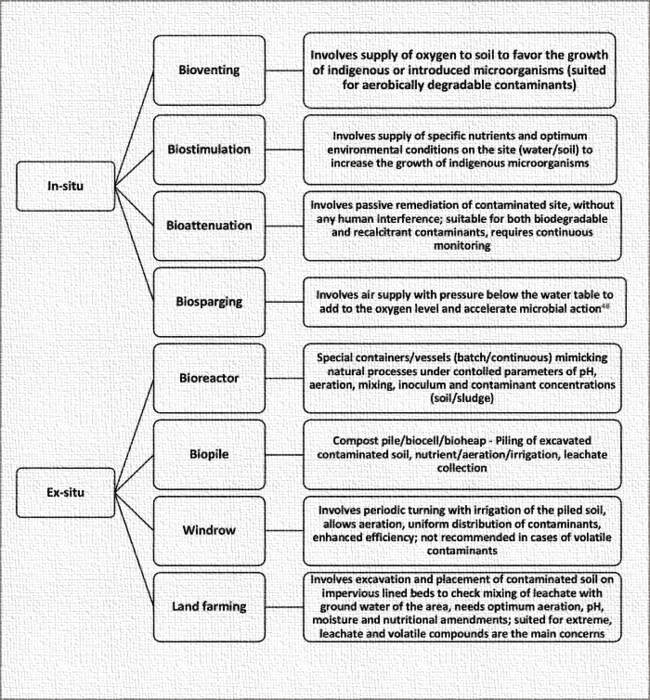 Bioventing
Involves supply of oxygen to soil to favor the growth
of indigenous or introduced microorganisms (suited
for aerobically degradable contaminants)
In-situ
Biostimulation
Involves supply of specific nutrients and optimum
environmental conditions on the site (water/soil) to
increase the growth of indigenous microorganisms
Bioattenuation
Involves passive remediation of contaminated site, without
any human interference; suitable for both biodegradable
and recalcitrant contaminants, requires continuous
monitoring
Biosparging
Involves air supply with pressure below the water table to
add to the oxygen level and accelerate microbial action
Ex-situ
Bioreactor
Special containers/vessels (batch/continuous) mimicking
natural processes under contolled parameters of pH,
aeration, mixing, inoculum and contaminant concentrations
(soil/sludge)
Biopile
Compost pile/biocell/bioheap - Piling of excavated
contaminated soil, nutrient/aeration/irrigation, leachate
collection
Windrow
Involves periodic turning with irrigation of the piled soil,
allows aeration, uniform distribution of contaminants,
enhanced efficiency; not recommended in cases of volatile
contaminants
Land farming
Involves excavation and placement of contaminated soil on
impervious lined beds to check mixing of leachate with
ground water of the area, needs optimum aeration, pH,
moisture and nutritional amendments; suited for extreme,
leachate and volatile compounds are the main concerns